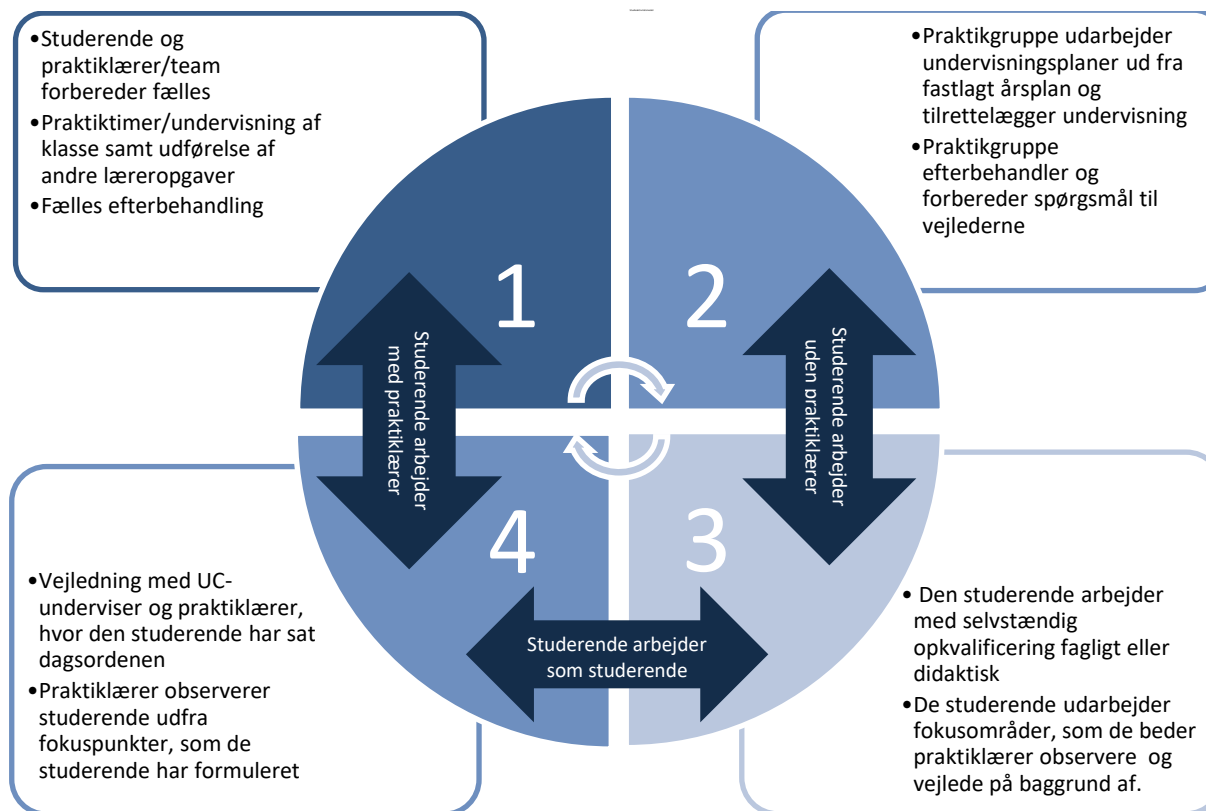 •Studerende og
praktiklærer/team
forbereder fælles
•Praktiktimer/undervisning af
klasse samt udførelse af
andre læreropgaver
•Fælles efterbehandling
•Praktikgruppe udarbejder
undervisningsplaner ud fra
fastlagt årsplan og
tilrettelægger undervisning
•Praktikgruppe
efterbehandler og
forbereder spørgsmål til
vejlederne
1
2
Studerende arbejder
med praktiklærer
Studerende arbejder
uden praktiklærer
4
3
Studerende arbejder
som studerende
•Vejledning med UC-
underviser og praktiklærer,
hvor den studerende har sat
dagsordenen
•Praktiklærer observerer
studerende udfra
fokuspunkter, som de
studerende har formuleret
• Den studerende arbejder
med selvstændig
opkvalificering fagligt eller
didaktisk
•De studerende udarbejder
fokusområder, som de beder
praktiklærer observere og
vejlede på baggrund af.